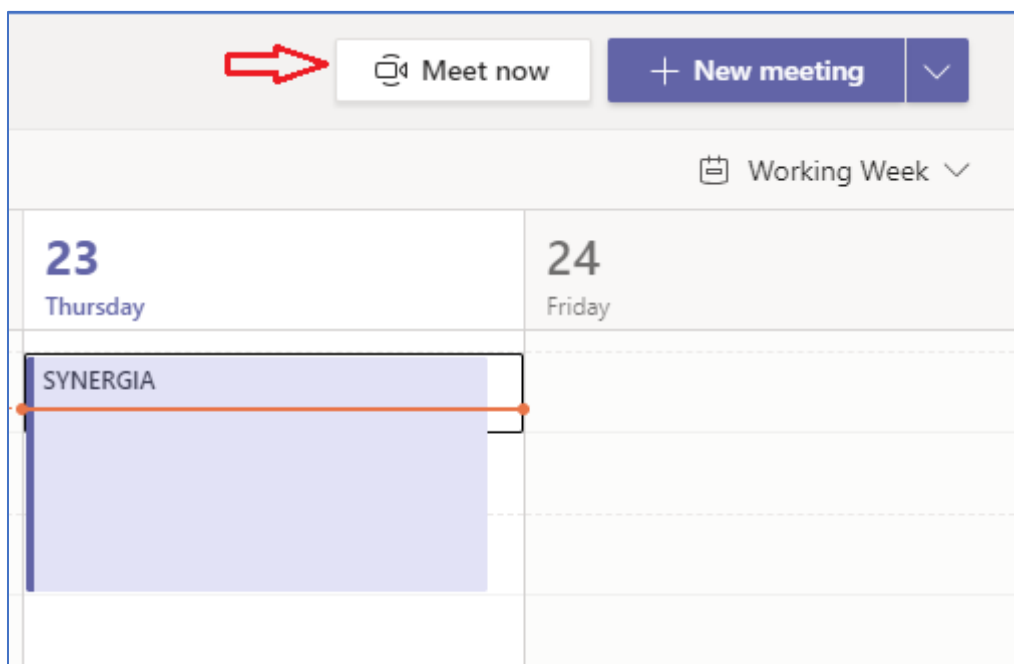 Meet now
New meeting
Working Week
23
Thursday
24
Friday
SYNERGIA